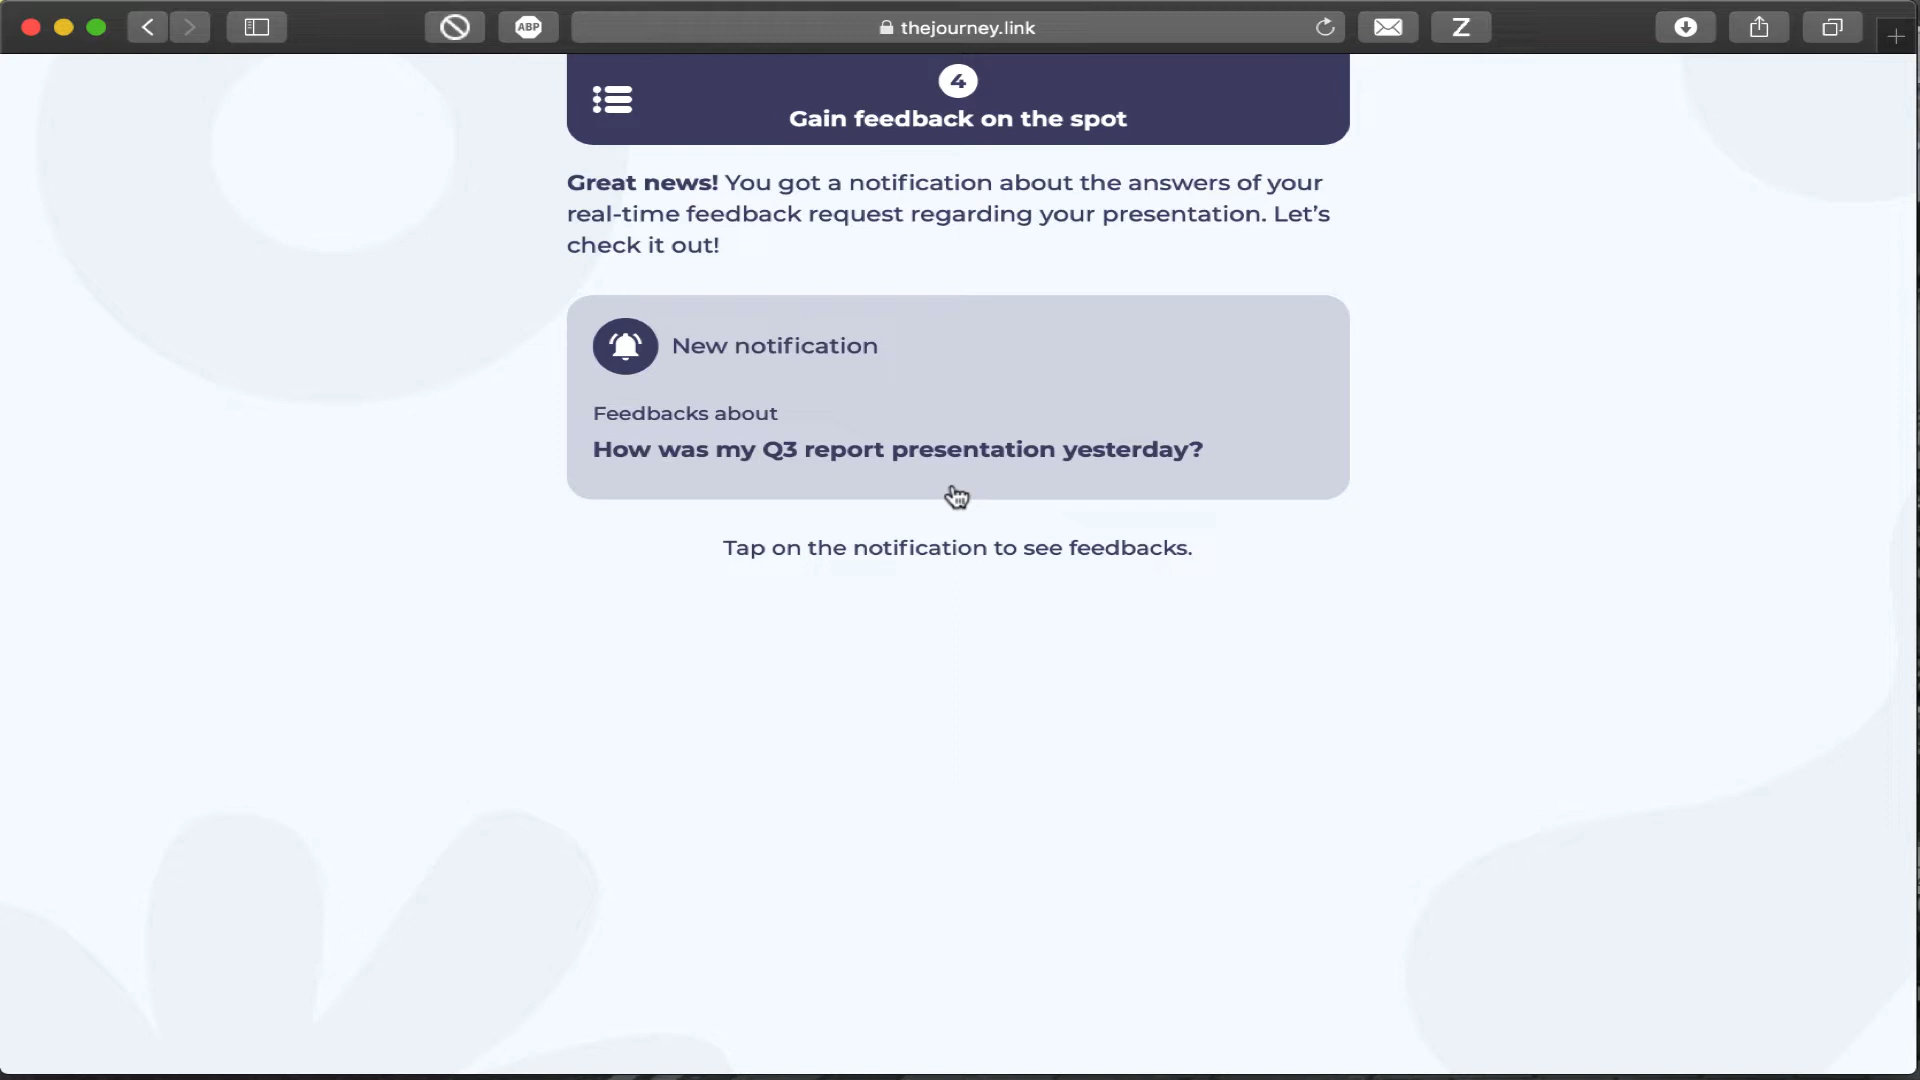 ABP
thejourney.link
Z
4
Gain feedback on the spot
Great news! You got a notification about the answers of your
real-time feedback request regarding your presentation. Let’s
check it out!
New notification
Feedbacks about
How was my Q3 report presentation yesterday?
Tap on the notification to see feedbacks.